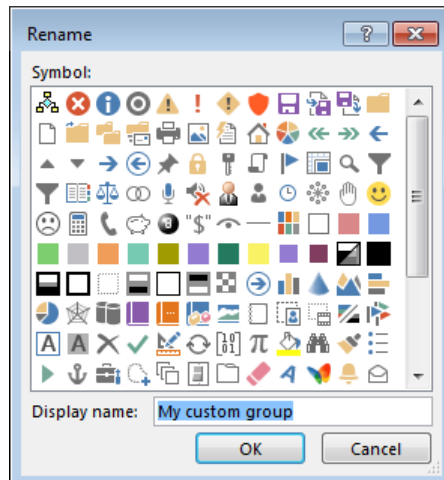 Rename
?
Symbol:
"$"
A A
A
Display name: My custom group
OK Cancel